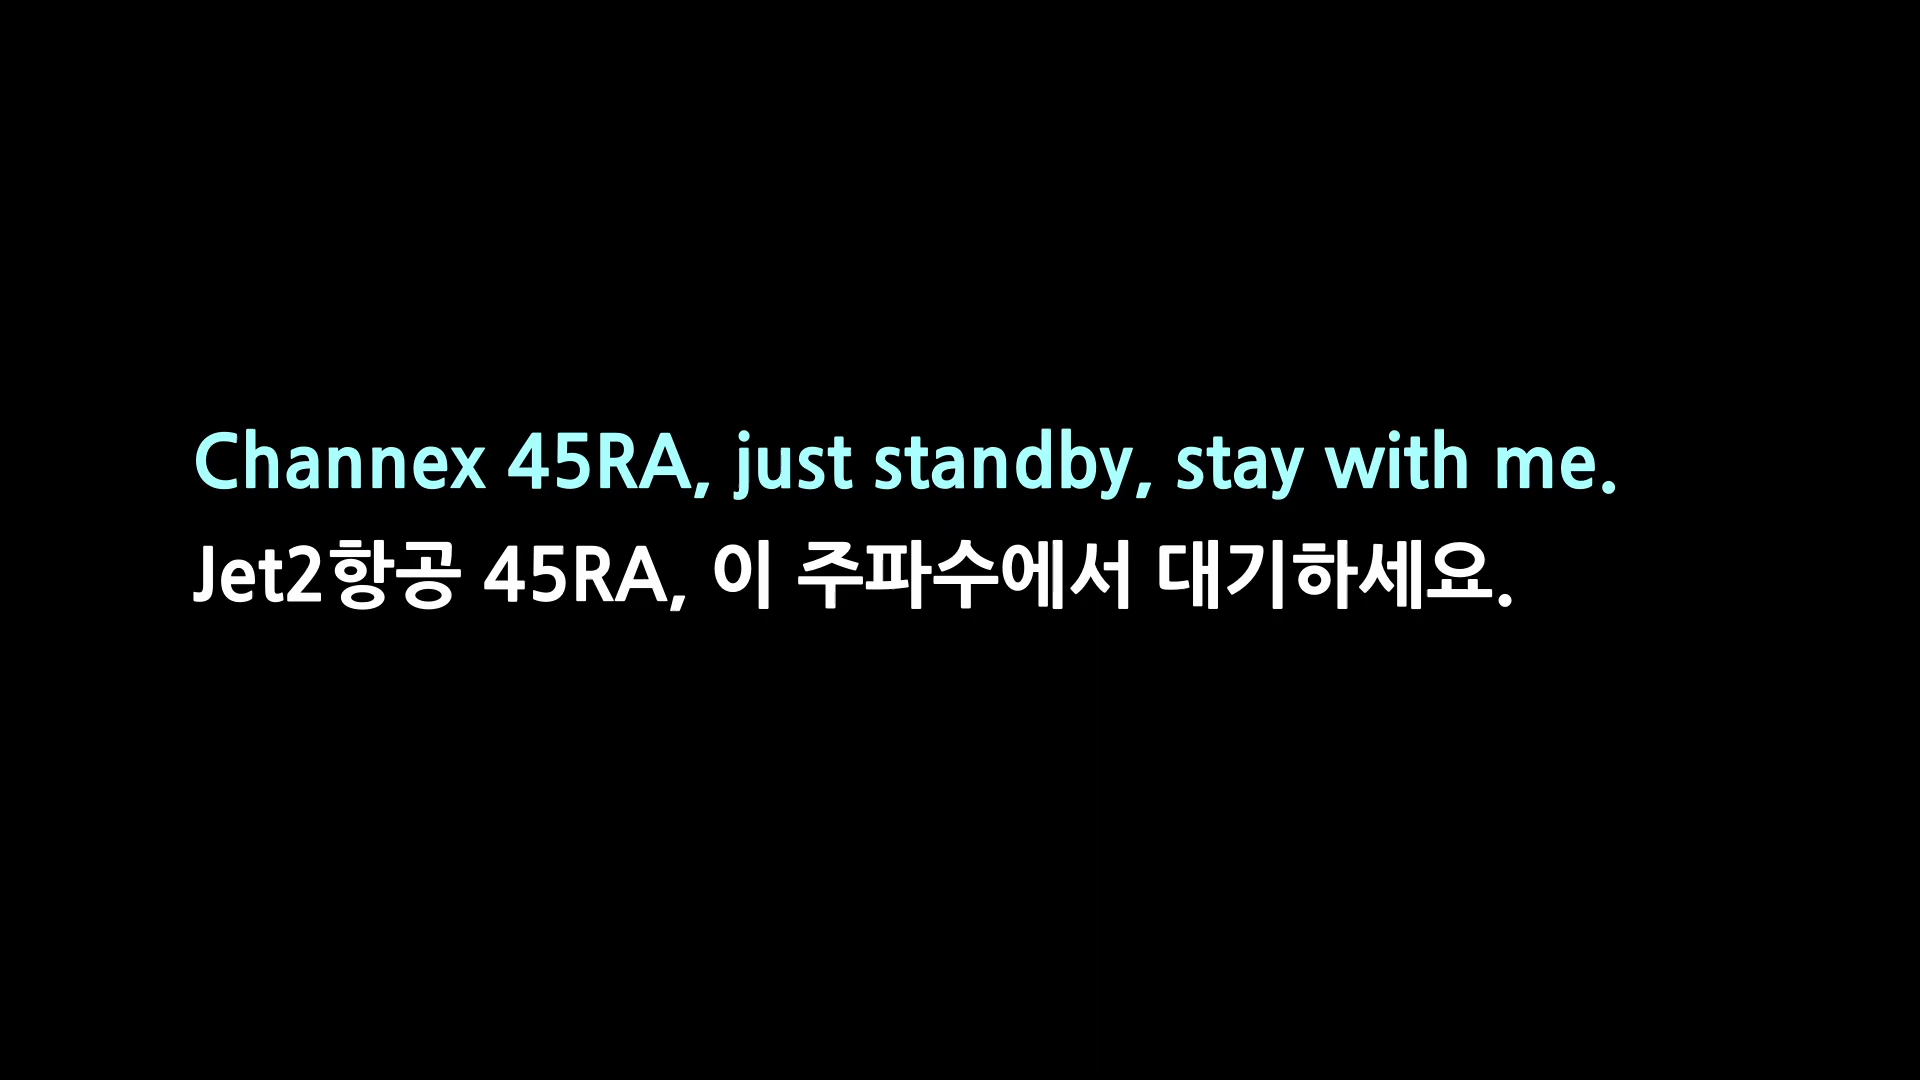 Channex 45RA, just standby, stay with me.
Jet2항공 45RA, 이 주파수에서 대기하세요.